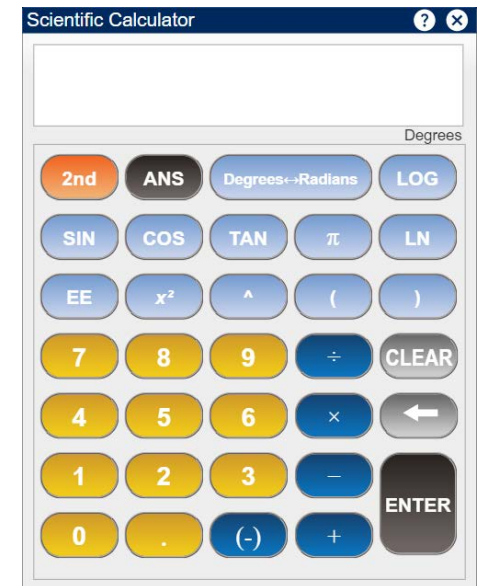 Scientific Calculator ?
Degrees
2nd ANS Degrees↔Radians LOG
SIN COS TAN π LN
EE x² ^ ( )
7 8 9 ÷ CLEAR
4 5 6 ×
1 2 3 −
ENTER
0 . (-) +